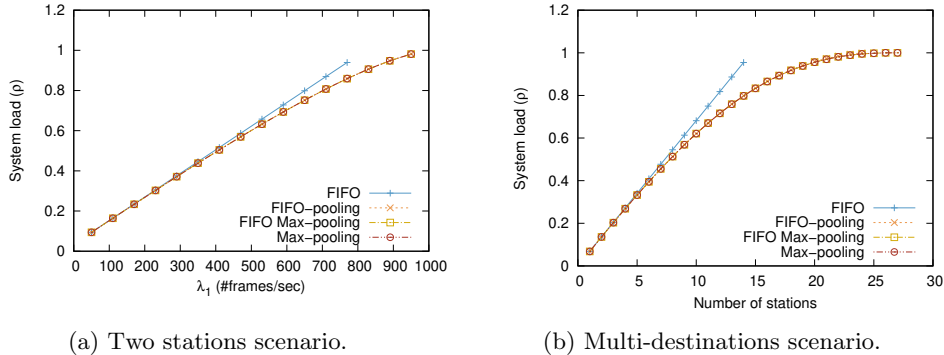 1.2
1
0.8
0.6
0.4
0.2
0
System load (ρ)
FIFO
FIFO-pooling
FIFO Max-pooling
Max-pooling
0 100 200 300 400 500 600 700 800 900 1000
λ1 (#frames/sec)
(a) Two stations scenario.
1.2
1
0.8
0.6
0.4
0.2
0
System load (ρ)
FIFO
FIFO-pooling
FIFO Max-pooling
Max-pooling
0 5 10 15 20 25 30
Number of stations
(b) Multi-destinations scenario.